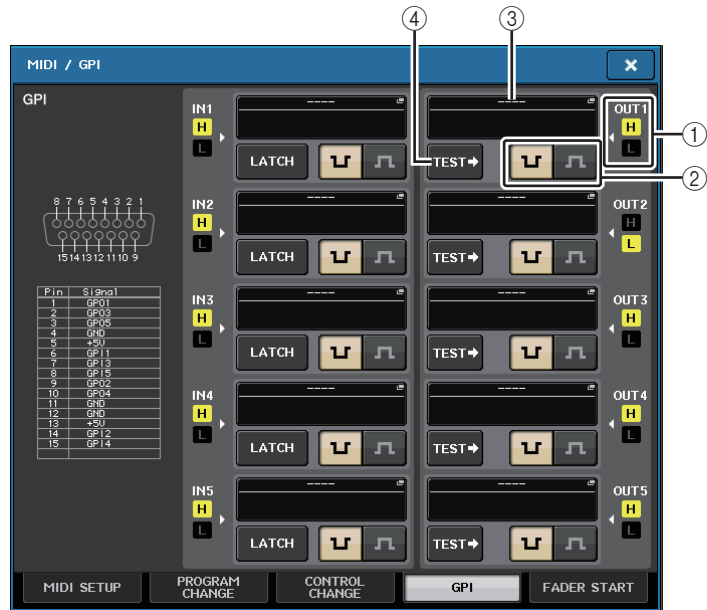 ④ ③
MIDI / GPI ×
GPI
8 7 6 5 4 3 2 1
15 14 13 12 11 10 9
Pin Signal
1 GPO1
2 GPO3
3 GPO5
4 GND
5 +5V
6 GPI1
7 GPI3
8 GPI5
9 GPO2
10 GPO4
11 GND
12 GND
13 +5V
14 GPI2
15 GPI4
IN1 ---- ---- OUT1
H H ①
L L
LATCH TEST ②
IN2 ---- ---- OUT2
H H
L L
LATCH TEST
IN3 ---- ---- OUT3
H H
L L
LATCH TEST
IN4 ---- ---- OUT4
H H
L L
LATCH TEST
IN5 ---- ---- OUT5
H H
L L
LATCH TEST
MIDI SETUP PROGRAM CHANGE CONTROL CHANGE GPI FADER START